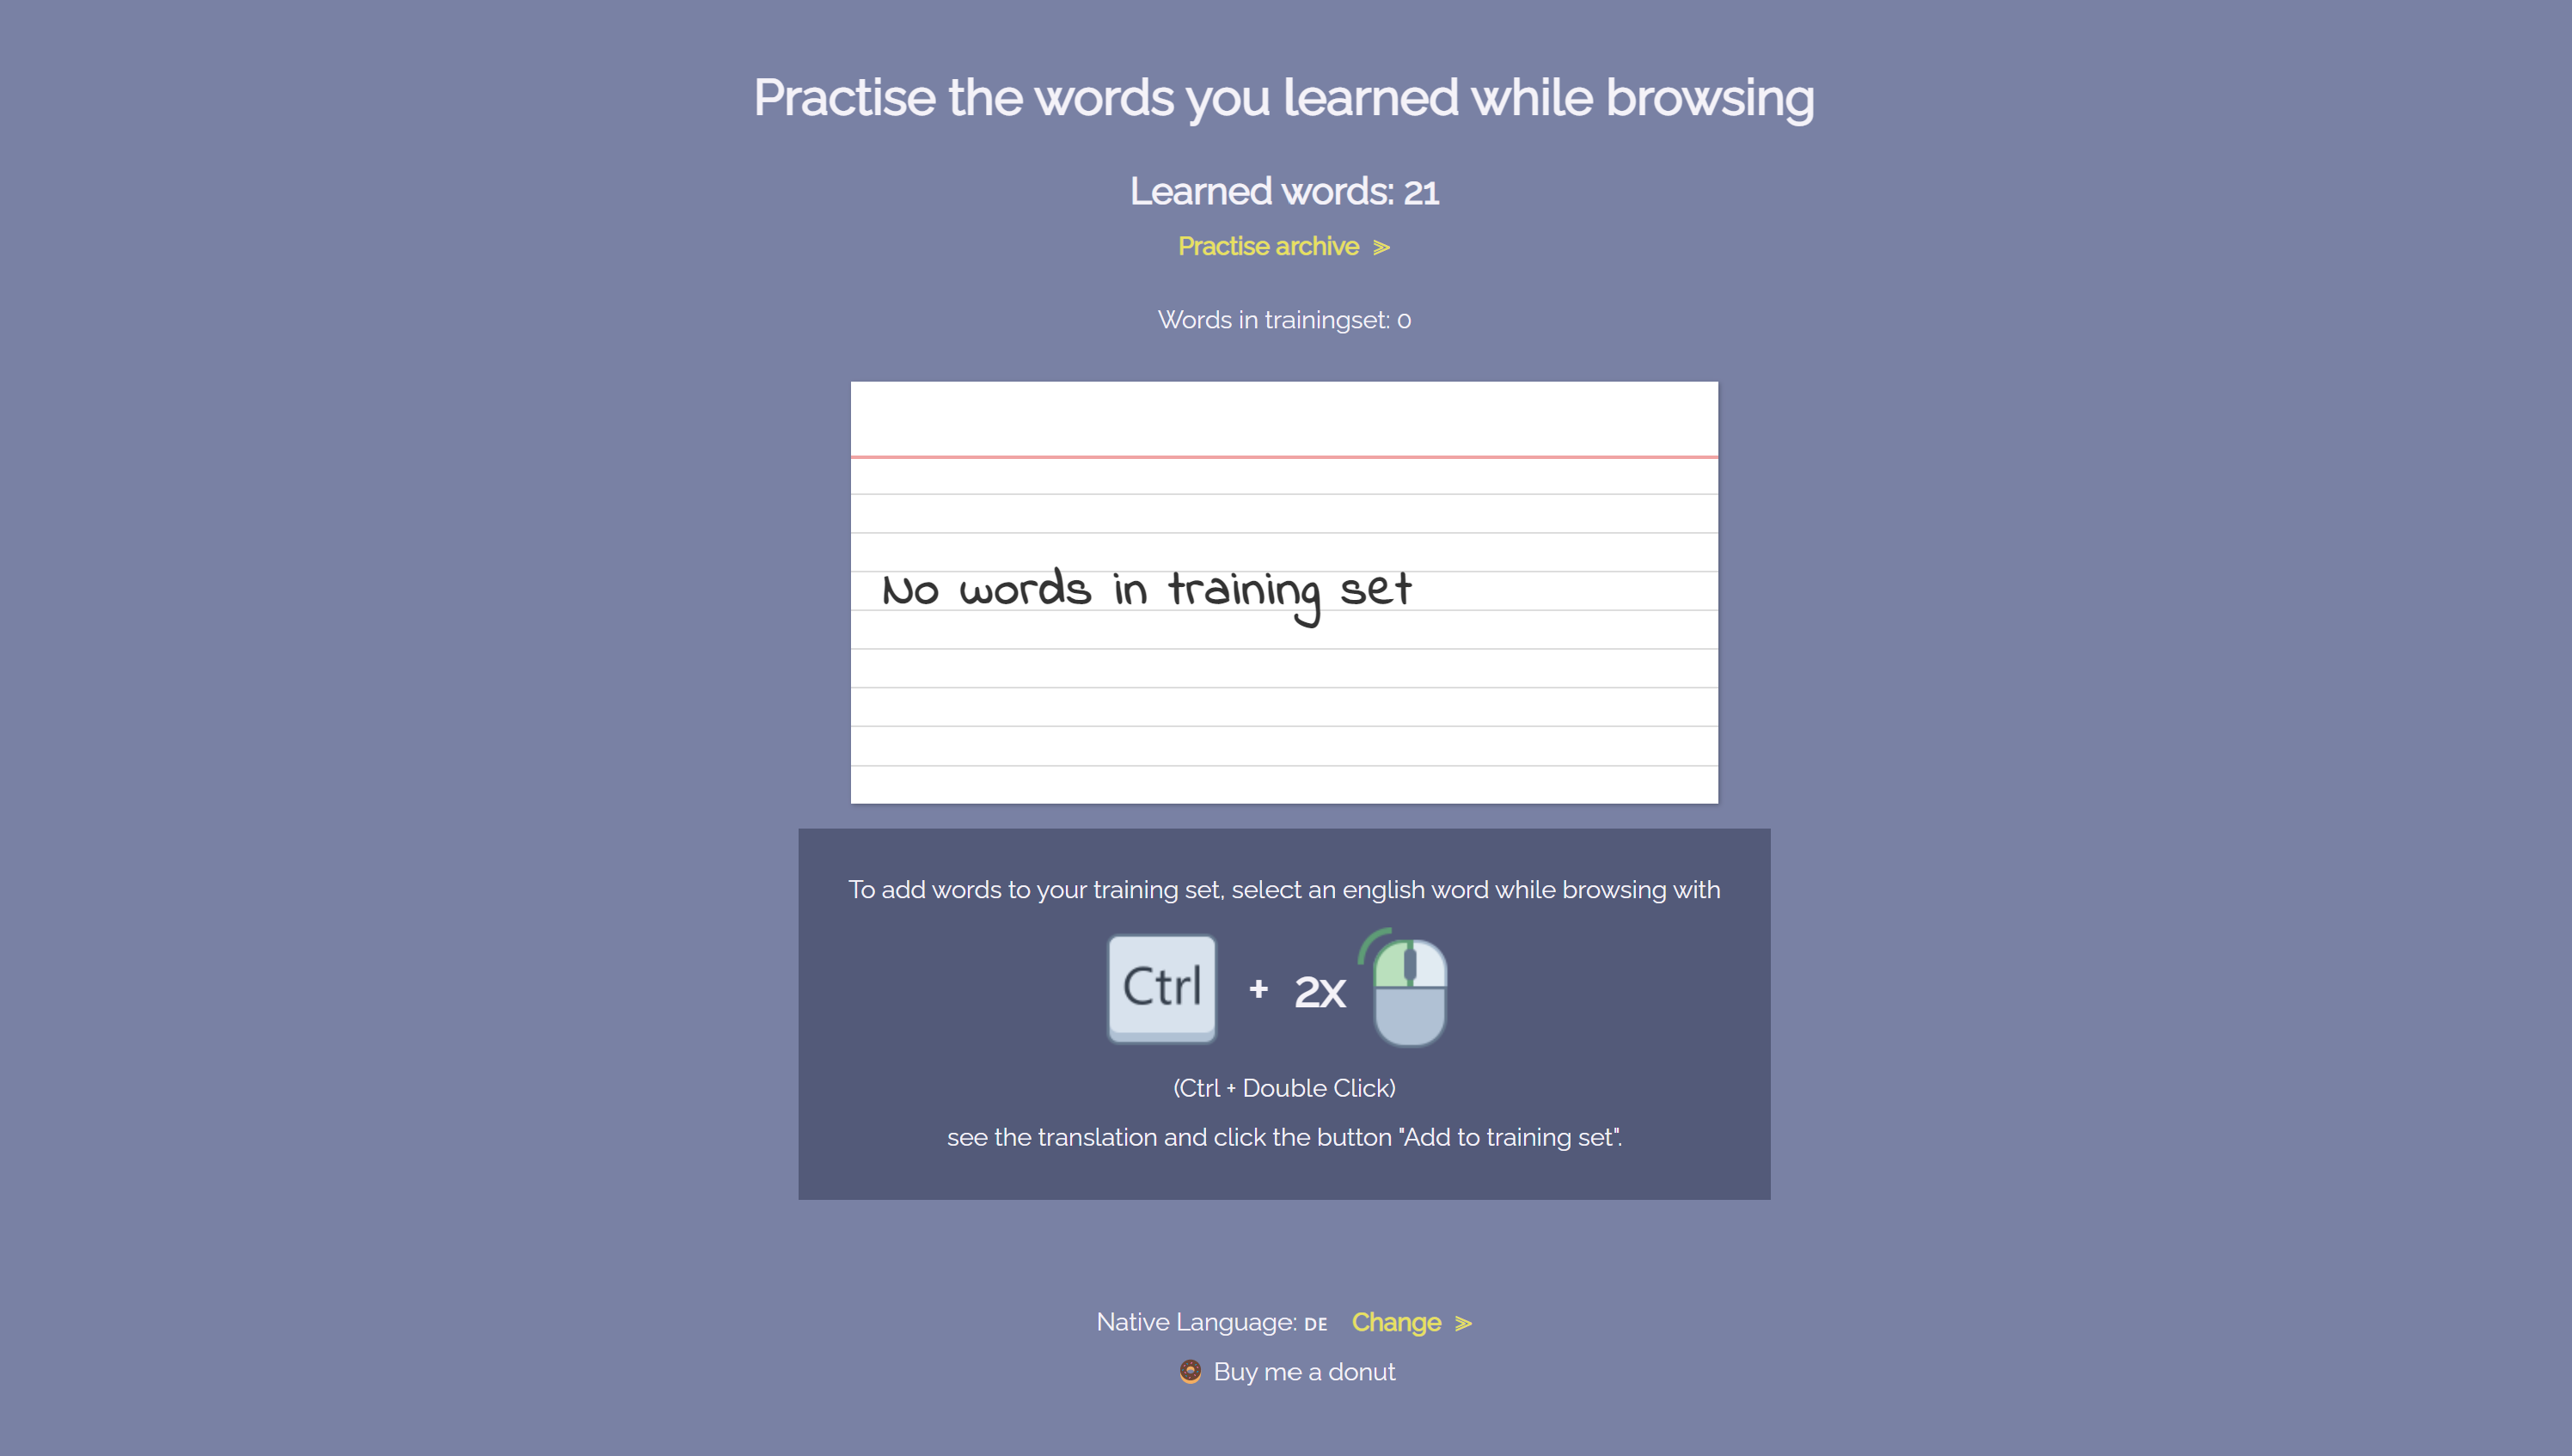 Practise the words you learned while browsing
Learned words: 21
Practise archive ⪢
Words in trainingset: 0
No words in training set
To add words to your training set, select an english word while browsing with
Ctrl + 2x
(Ctrl + Double Click)
see the translation and click the button "Add to training set".
Native Language: DE Change ⪢
🍩 Buy me a donut